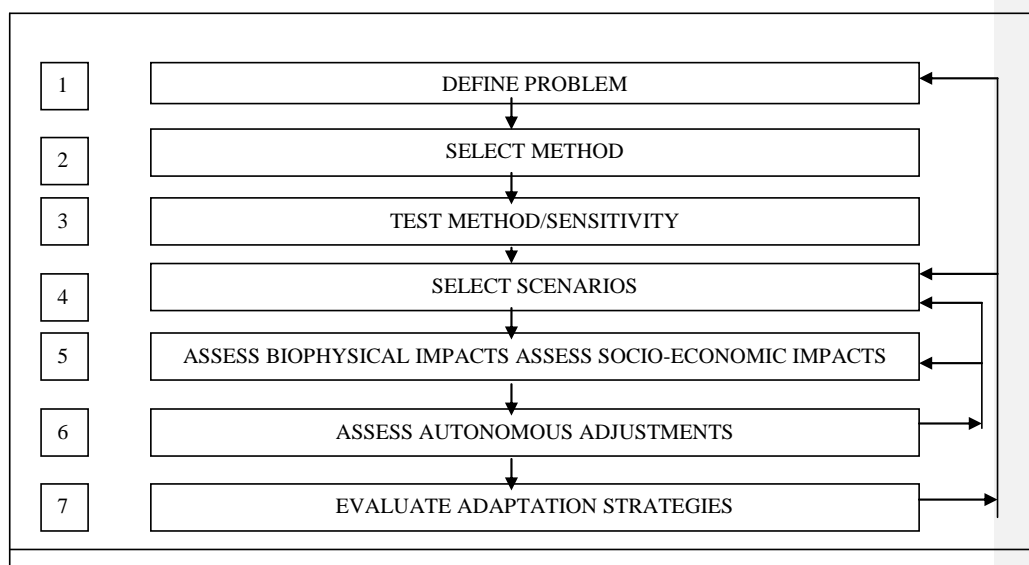 1
DEFINE PROBLEM
2
SELECT METHOD
3
TEST METHOD/SENSITIVITY
4
SELECT SCENARIOS
5
ASSESS BIOPHYSICAL IMPACTS ASSESS SOCIO-ECONOMIC IMPACTS
6
ASSESS AUTONOMOUS ADJUSTMENTS
7
EVALUATE ADAPTATION STRATEGIES